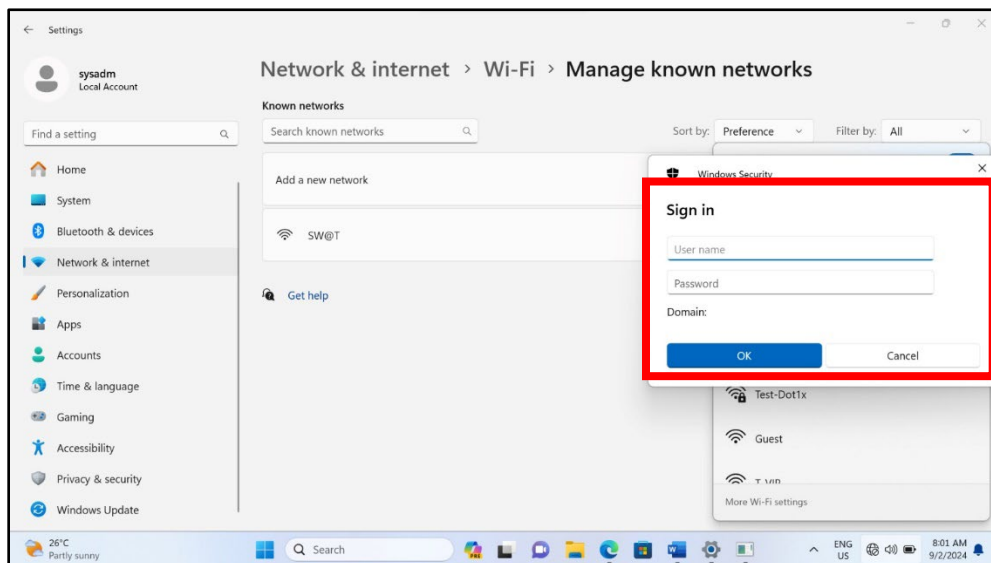 Settings
sysadm
Local Account
Find a setting
Home
System
Bluetooth & devices
Network & internet
Personalization
Apps
Accounts
Time & language
Gaming
Accessibility
Privacy & security
Windows Update
Network & internet > Wi-Fi > Manage known networks
Known networks
Search known networks
Sort by: Preference
Filter by: All
Add a new network
SW@T
Get help
Windows Security
Sign in
User name
Password
Domain:
OK
Cancel
Test-Dot1x
Guest
T-VIP
More Wi-Fi settings
26°C
Partly sunny
Search
ENG
US
8:01 AM
9/2/2024